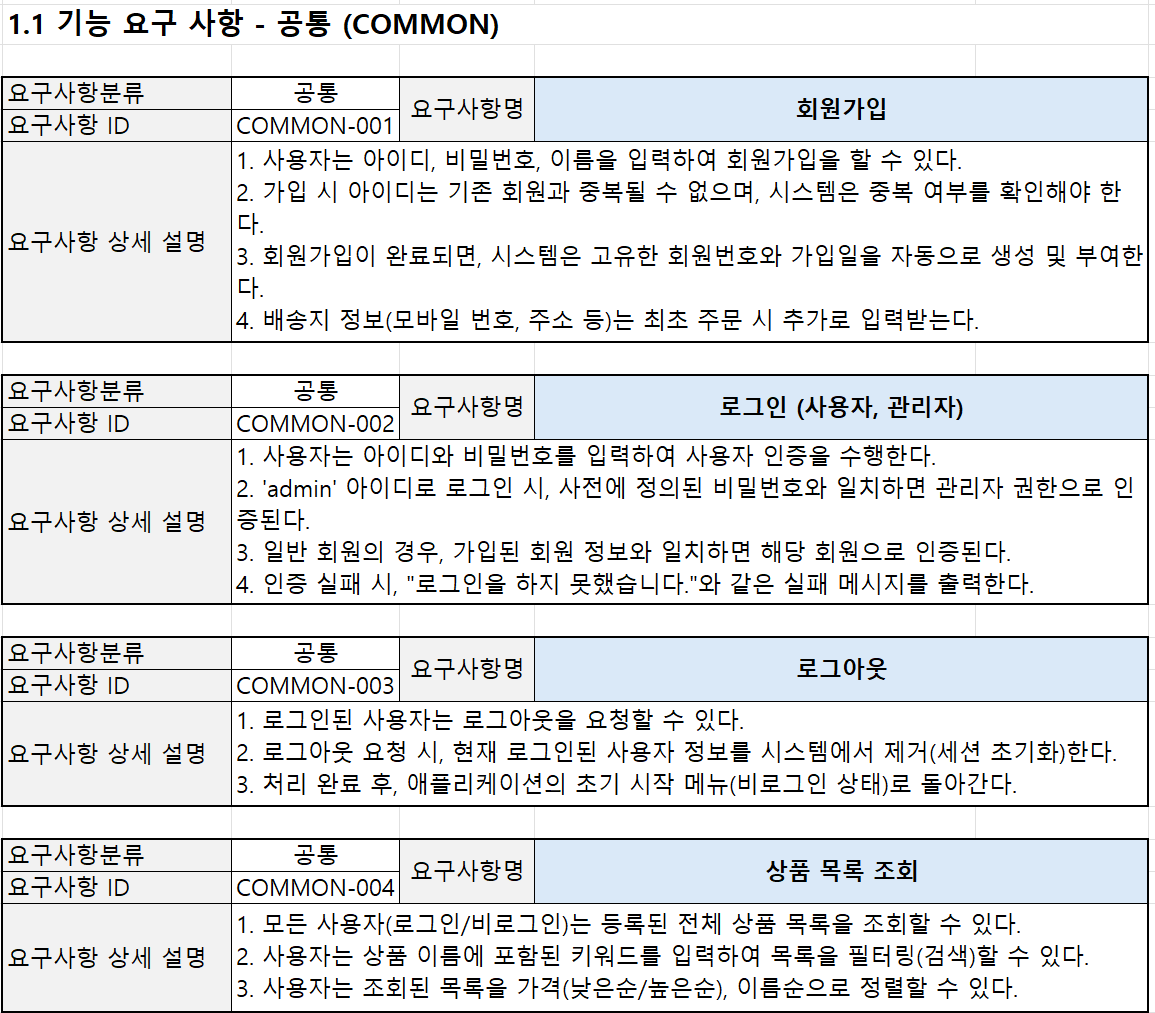 1.1 기능 요구 사항 - 공통 (COMMON)
요구사항분류 공통 요구사항명 회원가입
요구사항 ID COMMON-001
요구사항 상세 설명
1. 사용자는 아이디, 비밀번호, 이름을 입력하여 회원가입을 할 수 있다.
2. 가입 시 아이디는 기존 회원과 중복될 수 없으며, 시스템은 중복 여부를 확인해야 한
다.
3. 회원가입이 완료되면, 시스템은 고유한 회원번호와 가입일을 자동으로 생성 및 부여한
다.
4. 배송지 정보(모바일 번호, 주소 등)는 최초 주문 시 추가로 입력받는다.
요구사항분류 공통 요구사항명 로그인 (사용자, 관리자)
요구사항 ID COMMON-002
요구사항 상세 설명
1. 사용자는 아이디와 비밀번호를 입력하여 사용자 인증을 수행한다.
2. 'admin' 아이디로 로그인 시, 사전에 정의된 비밀번호와 일치하면 관리자 권한으로 인
증된다.
3. 일반 회원의 경우, 가입된 회원 정보와 일치하면 해당 회원으로 인증된다.
4. 인증 실패 시, "로그인을 하지 못했습니다."와 같은 실패 메시지를 출력한다.
요구사항분류 공통 요구사항명 로그아웃
요구사항 ID COMMON-003
요구사항 상세 설명
1. 로그인된 사용자는 로그아웃을 요청할 수 있다.
2. 로그아웃 요청 시, 현재 로그인된 사용자 정보를 시스템에서 제거(세션 초기화)한다.
3. 처리 완료 후, 애플리케이션의 초기 시작 메뉴(비로그인 상태)로 돌아간다.
요구사항분류 공통 요구사항명 상품 목록 조회
요구사항 ID COMMON-004
요구사항 상세 설명
1. 모든 사용자(로그인/비로그인)는 등록된 전체 상품 목록을 조회할 수 있다.
2. 사용자는 상품 이름에 포함된 키워드를 입력하여 목록을 필터링(검색)할 수 있다.
3. 사용자는 조회된 목록을 가격(낮은순/높은순), 이름순으로 정렬할 수 있다.